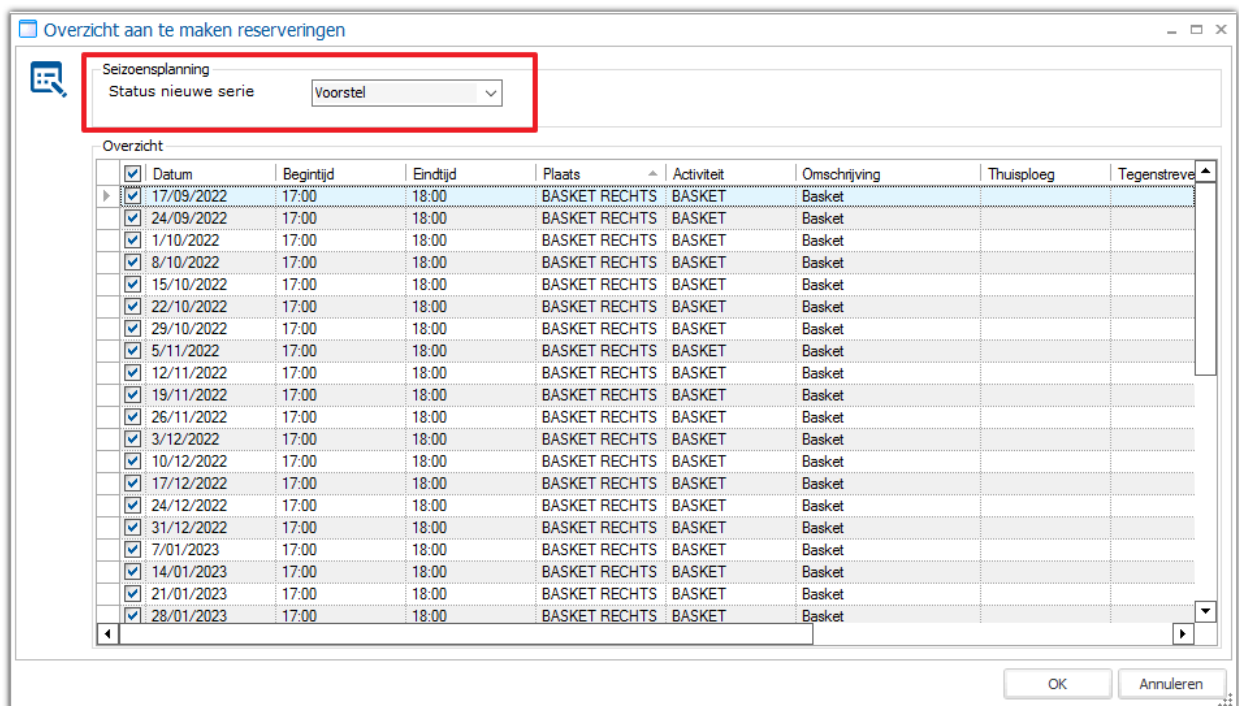 Overzicht aan te maken reserveringen
Seizoensplanning
Status nieuwe serie Voorstel
Overzicht
Datum Begintijd Eindtijd Plaats Activiteit Omschrijving Thuisploeg Tegenstreve
17/09/2022 17:00 18:00 BASKET RECHTS BASKET Basket
24/09/2022 17:00 18:00 BASKET RECHTS BASKET Basket
1/10/2022 17:00 18:00 BASKET RECHTS BASKET Basket
8/10/2022 17:00 18:00 BASKET RECHTS BASKET Basket
15/10/2022 17:00 18:00 BASKET RECHTS BASKET Basket
22/10/2022 17:00 18:00 BASKET RECHTS BASKET Basket
29/10/2022 17:00 18:00 BASKET RECHTS BASKET Basket
5/11/2022 17:00 18:00 BASKET RECHTS BASKET Basket
12/11/2022 17:00 18:00 BASKET RECHTS BASKET Basket
19/11/2022 17:00 18:00 BASKET RECHTS BASKET Basket
26/11/2022 17:00 18:00 BASKET RECHTS BASKET Basket
3/12/2022 17:00 18:00 BASKET RECHTS BASKET Basket
10/12/2022 17:00 18:00 BASKET RECHTS BASKET Basket
17/12/2022 17:00 18:00 BASKET RECHTS BASKET Basket
24/12/2022 17:00 18:00 BASKET RECHTS BASKET Basket
31/12/2022 17:00 18:00 BASKET RECHTS BASKET Basket
7/01/2023 17:00 18:00 BASKET RECHTS BASKET Basket
14/01/2023 17:00 18:00 BASKET RECHTS BASKET Basket
21/01/2023 17:00 18:00 BASKET RECHTS BASKET Basket
28/01/2023 17:00 18:00 BASKET RECHTS BASKET Basket
OK Annuleren